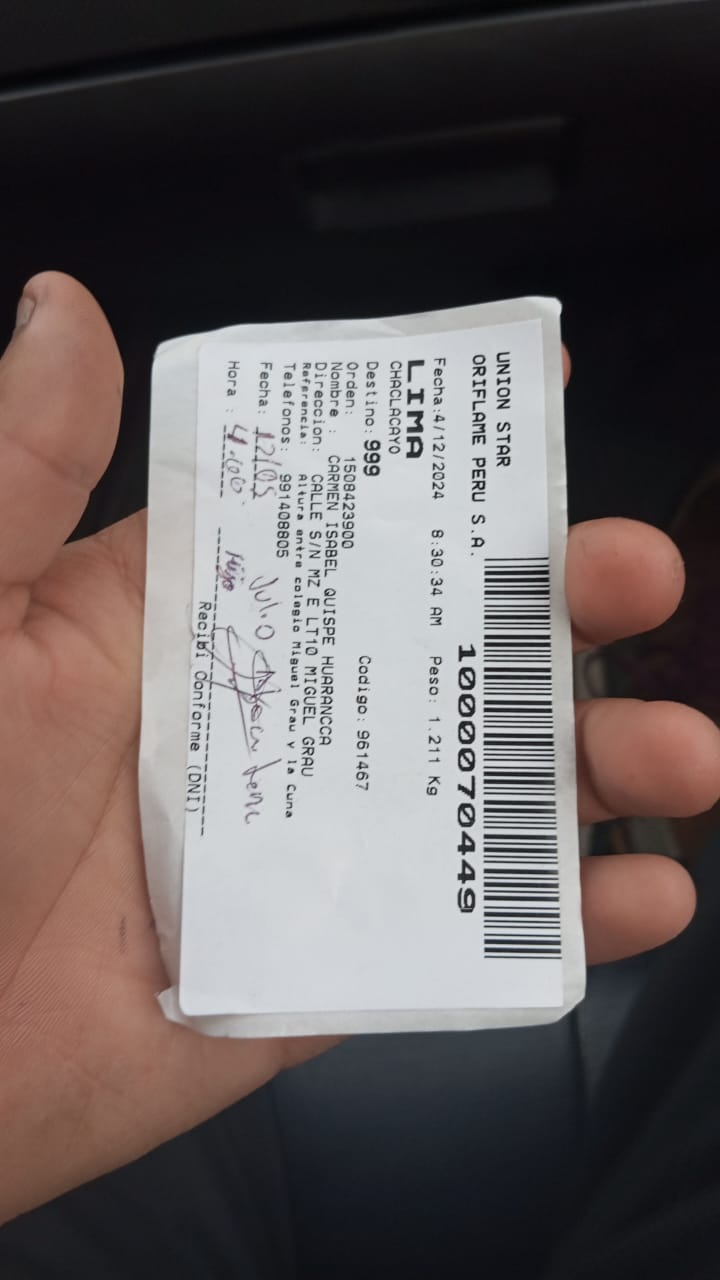 UNION STAR
ORIFLAME PERU S.A.
1000070449
Fecha:4/12/2024 8:30:34 AM Peso: 1.211 Kg
LIMA
CHACLACAYO
Destino: 999 Codigo: 961467
Orden: 1508423900
Nombre : CARMEN ISABEL QUISPE HUARANCCA
Direccion: CALLE S/N MZ E LT10 MIGUEL GRAU
Referencia: Altura entre colegio Miguel Grau y la Cuna
Telefonos: 991408805
Fecha: 12/05 Julio
Hora : 4:00. Hijo
Recibi Conforme (DNI)